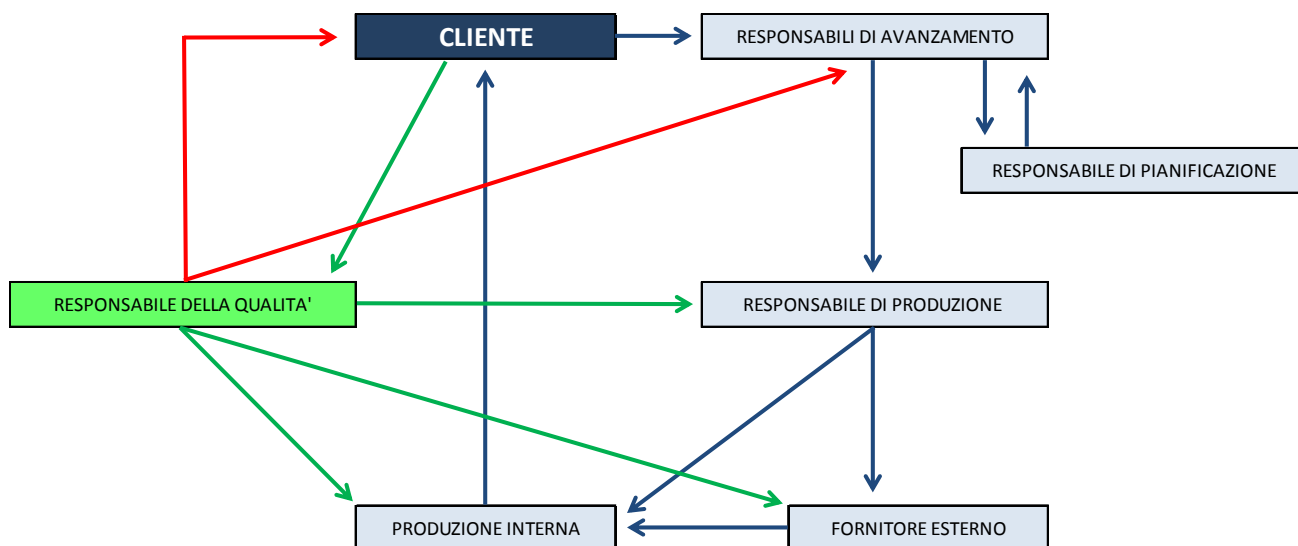 CLIENTE
RESPONSABILI DI AVANZAMENTO
RESPONSABILE DI PIANIFICAZIONE
RESPONSABILE DELLA QUALITA'
RESPONSABILE DI PRODUZIONE
PRODUZIONE INTERNA
FORNITORE ESTERNO